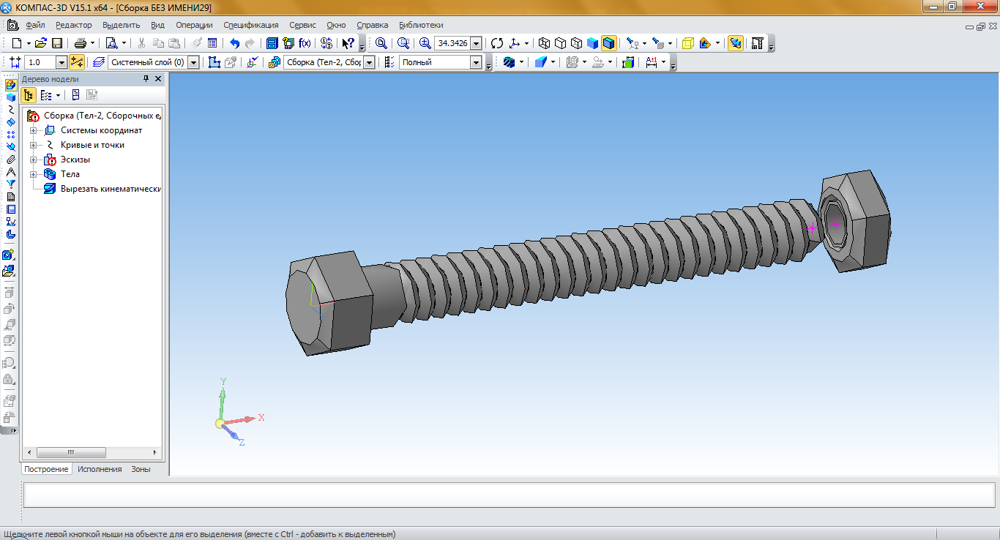 КОМПАС-3D V15.1 x64 - [Сборка БЕЗ ИМЕНИ29]
Файл Редактор Выделить Вид Операции Спецификация Сервис Окно Справка Библиотеки
f(x) 34.3426
1.0 Системный слой (0) Сборка (Тел-2, Сбор Полный
Дерево модели
Сборка (Тел-2, Сборочных е
Системы координат
Кривые и точки
Эскизы
Тела
Вырезать кинематически
Y
X
Z
Построение Исполнения Зоны
Щелкните левой кнопкой мыши на объекте для его выделения (вместе с Ctrl - добавить к выделенным)